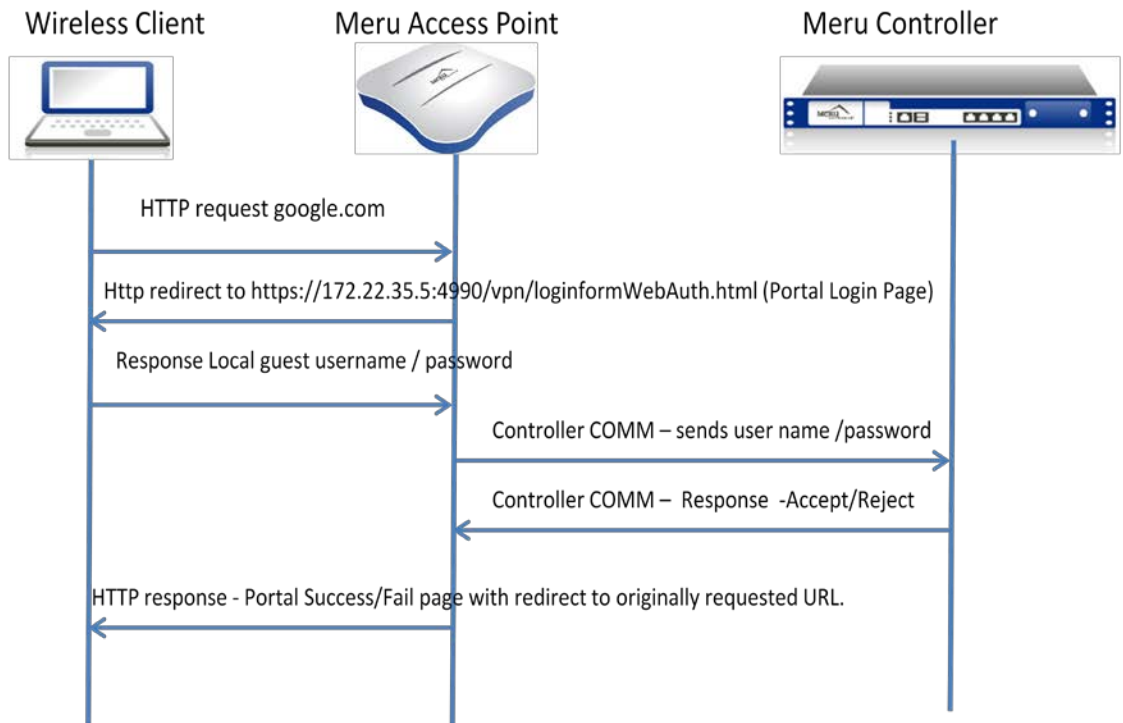 Wireless Client
Meru Access Point
Meru Controller
MERU
HTTP request google.com
Http redirect to https://172.22.35.5:4990/vpn/loginformWebAuth.html (Portal Login Page)
Response Local guest username / password
Controller COMM – sends user name /password
Controller COMM – Response -Accept/Reject
HTTP response - Portal Success/Fail page with redirect to originally requested URL.